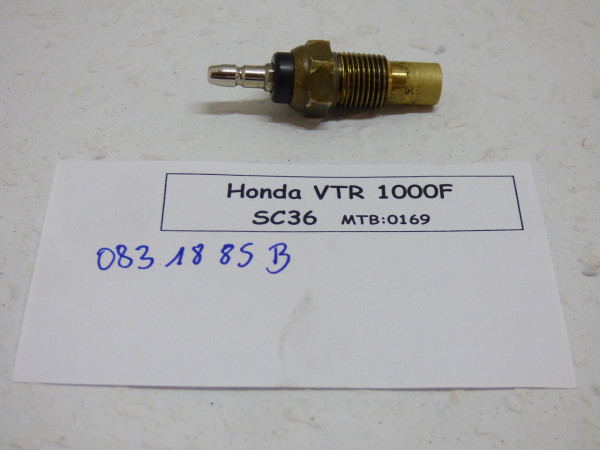 Honda VTR 1000F
SC36 MTB:0169
083 18 85 B